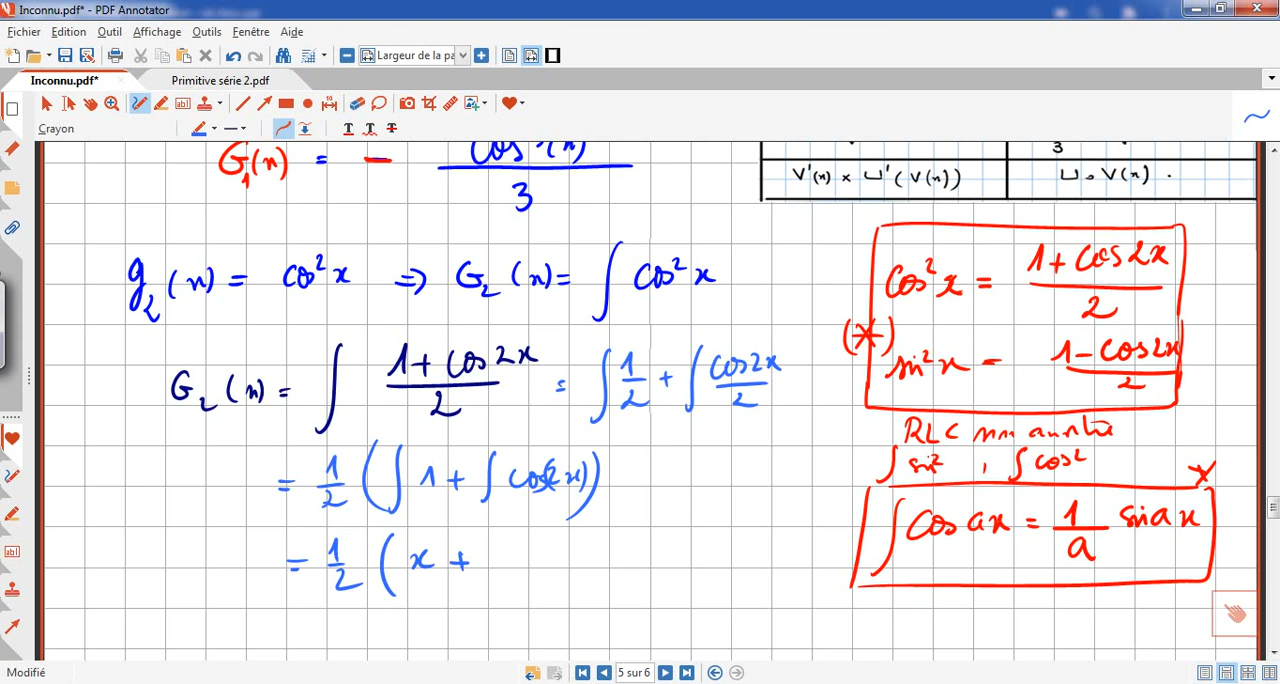 Inconnu.pdf* - PDF Annotator
Fichier Edition Outil Affichage Outils Fenêtre Aide
Largeur de la pa
Inconnu.pdf* Primitive série 2.pdf
Crayon
G₁(x) = - cos (x) / 3
3
V'(x) × U'(V(x)) U ∘ V(x) .
g₂(x) = cos²x ⇒ G₂(x) = ∫ cos²x
G₂(x) = ∫ (1 + cos2x)/2 = ∫ 1/2 + ∫ cos2x/2
= 1/2 ( ∫ 1 + ∫ cos(2x))
= 1/2 ( x +
cos²x = (1 + cos2x)/2
(*)
sin²x = (1 - cos2x)/2
RLC
∫ sin² , ∫ cos²
*
∫ cos ax = 1/a sin ax
Modifié
5 sur 6